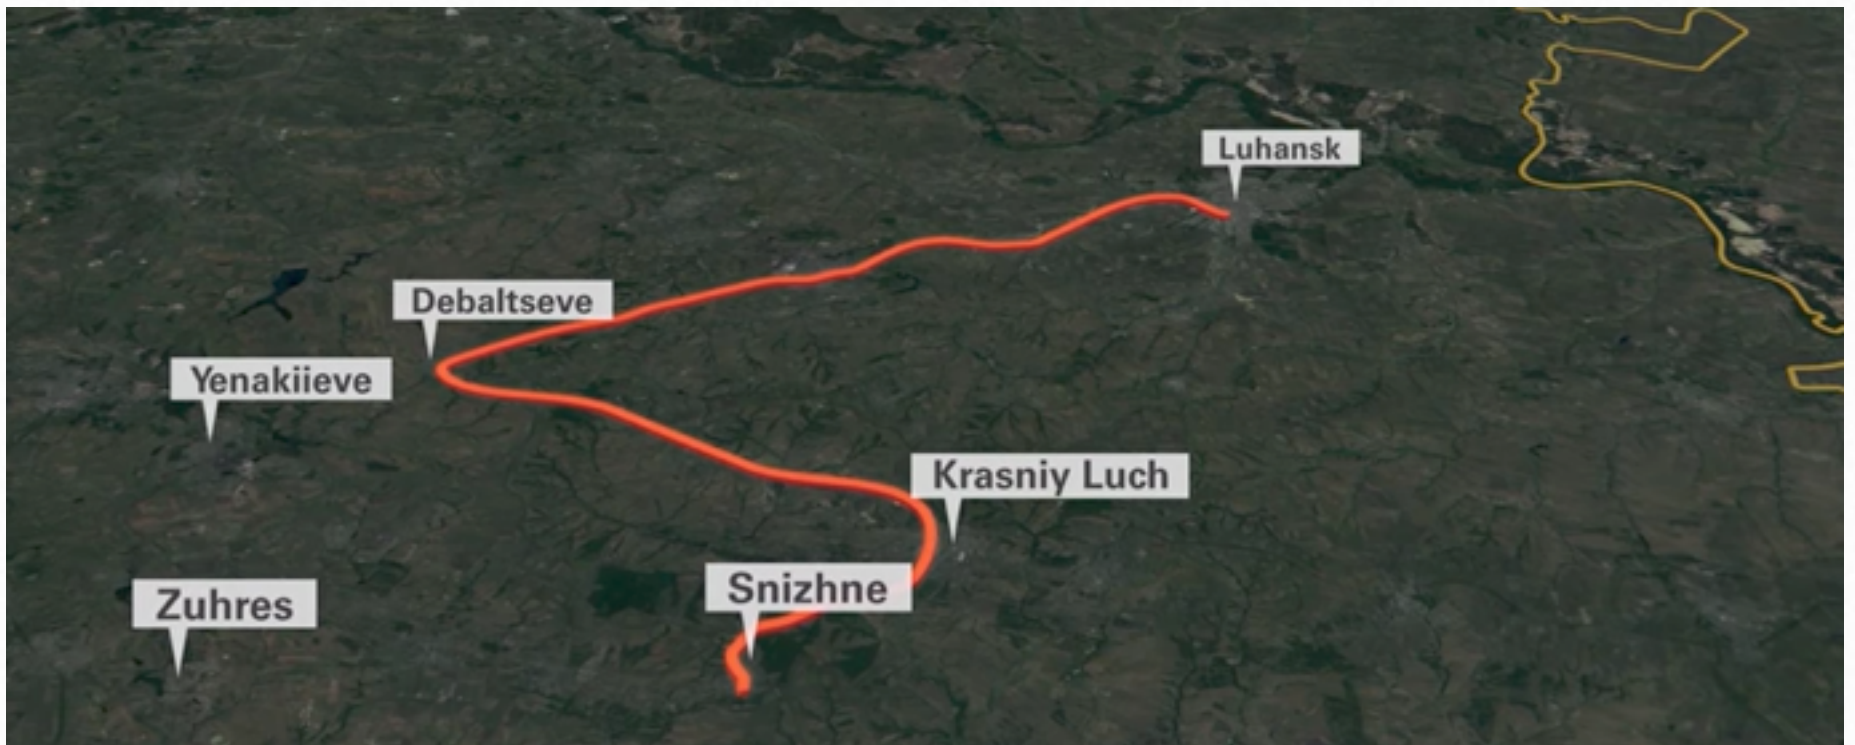 Luhansk
Debaltseve
Yenakiieve
Krasniy Luch
Snizhne
Zuhres